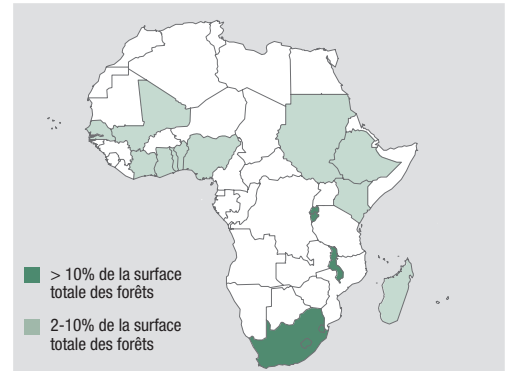 > 10% de la surface
totale des forêts
2-10% de la surface
totale des forêts